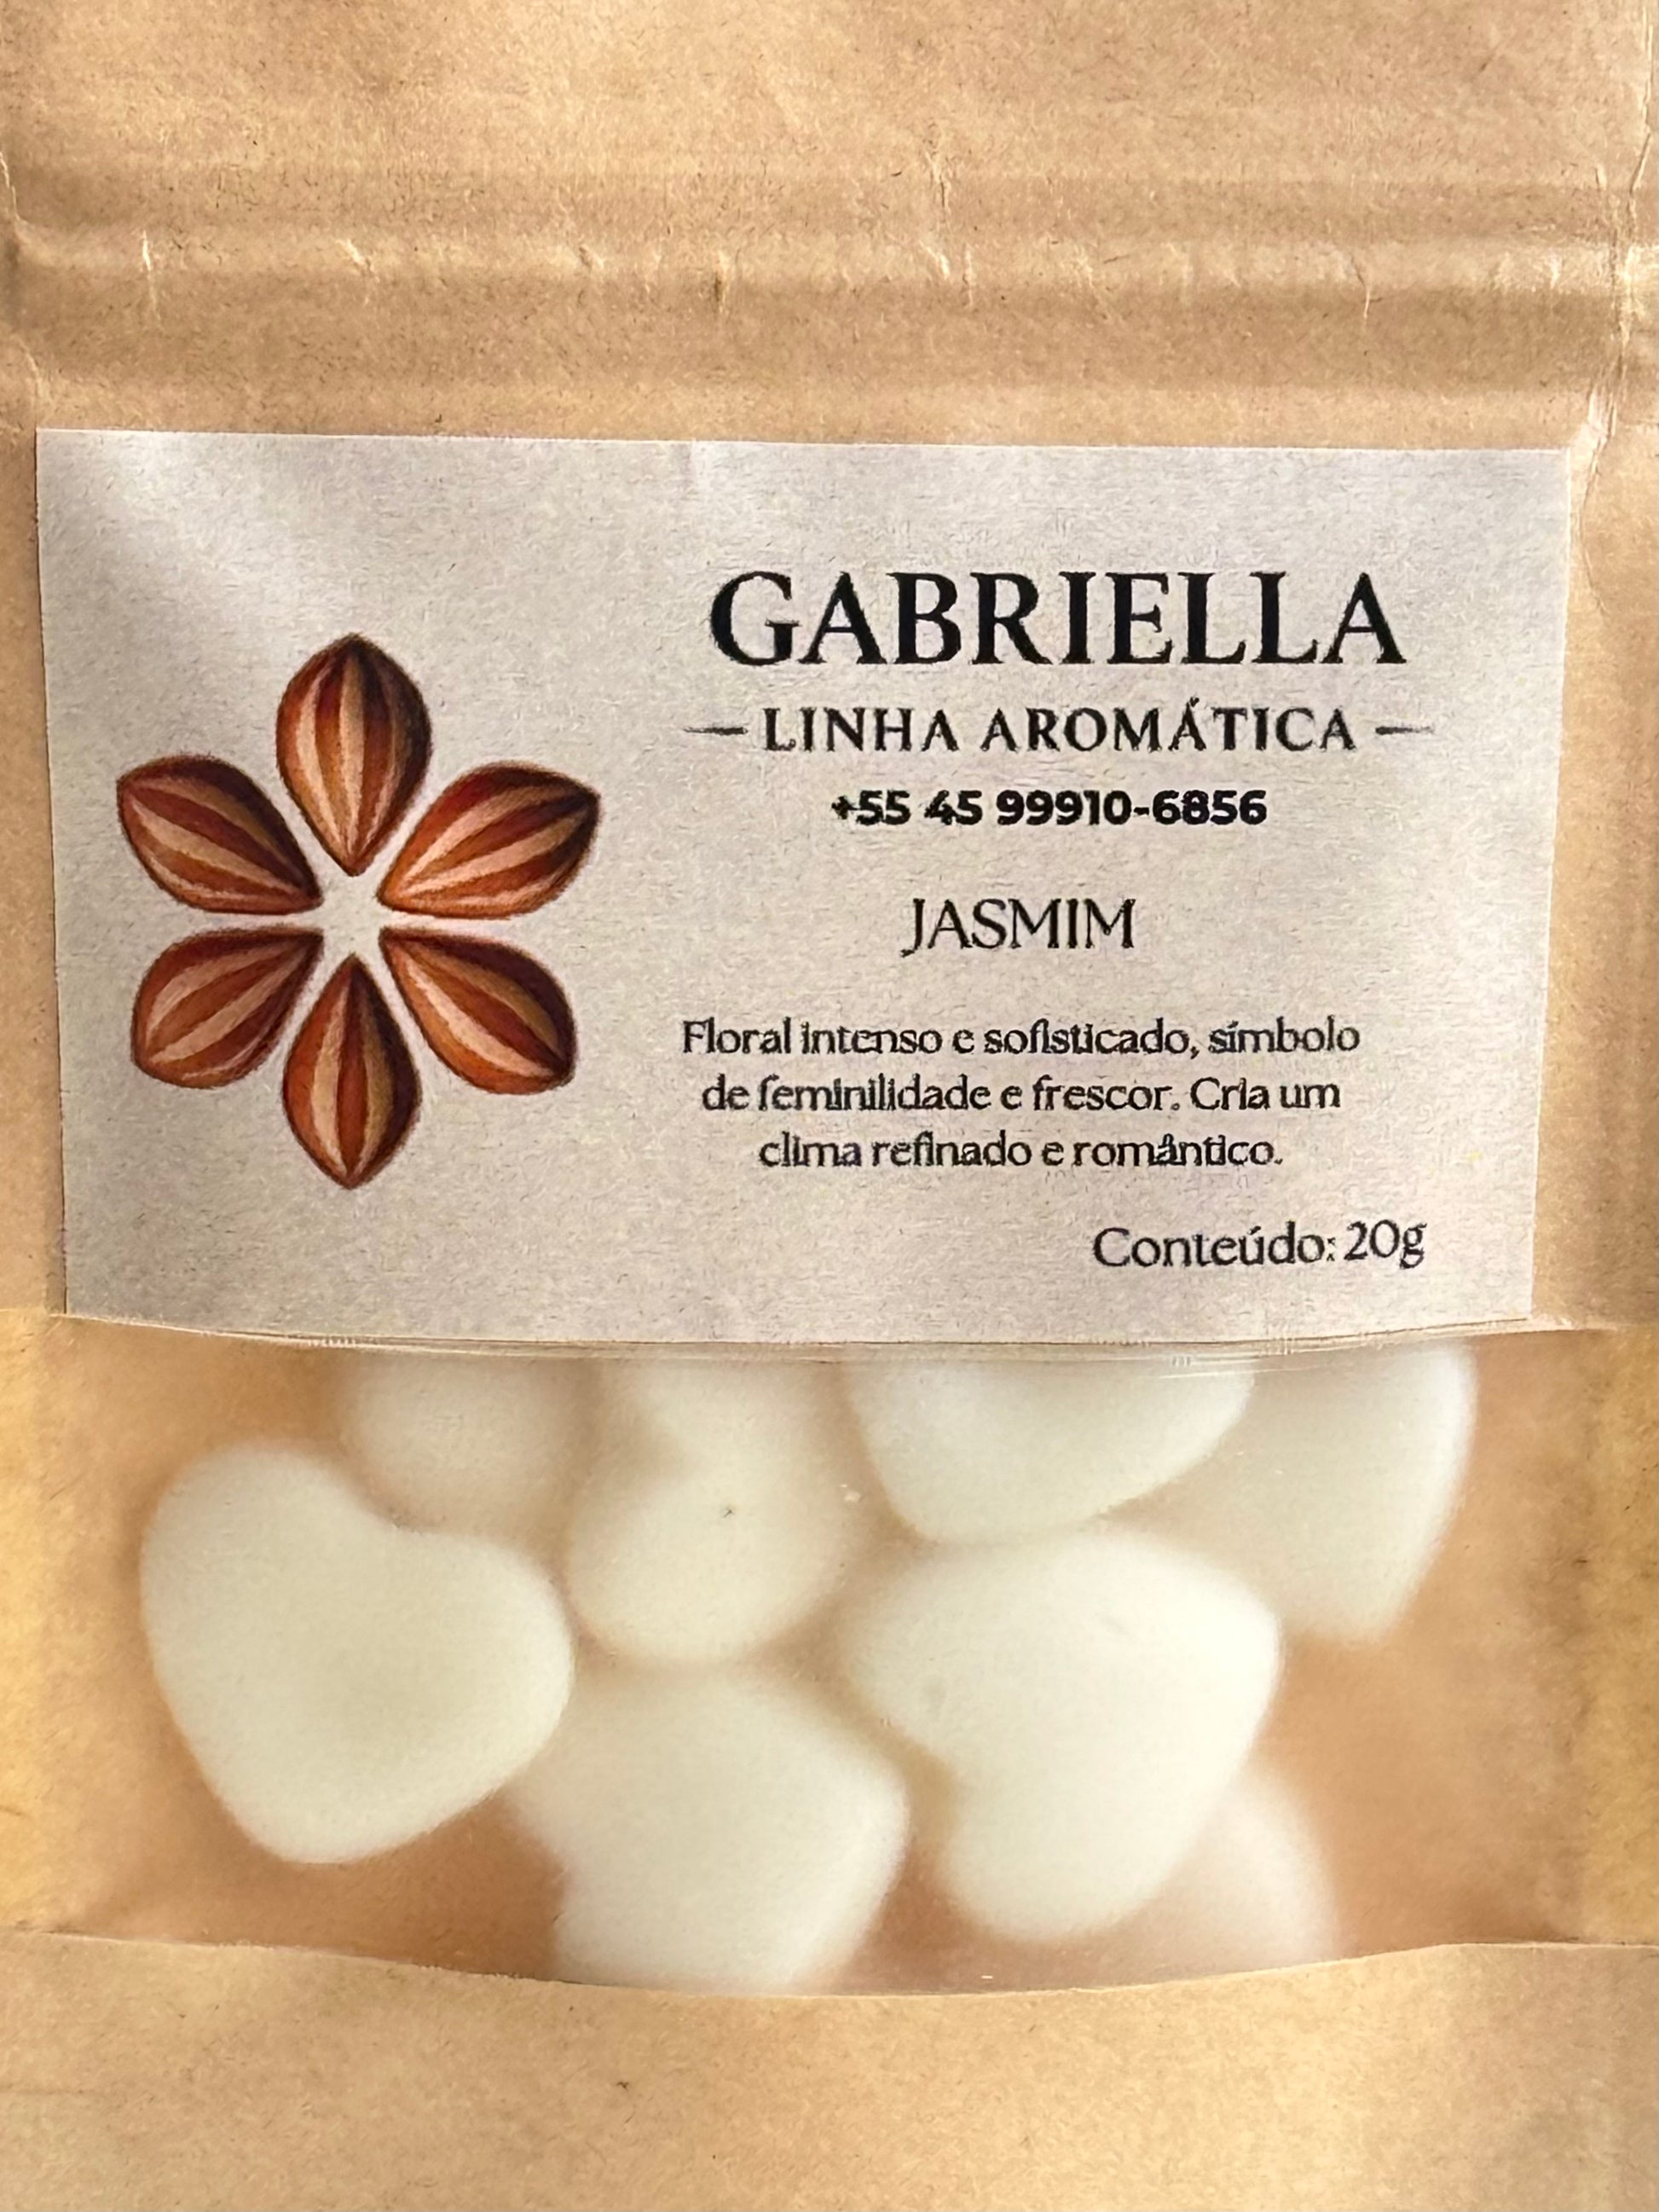 GABRIELLA
— LINHA AROMÁTICA —
+55 45 99910-6856
JASMIM
Floral intenso e sofisticado, símbolo
de feminilidade e frescor. Cria um
clima refinado e romântico.
Conteúdo: 20g